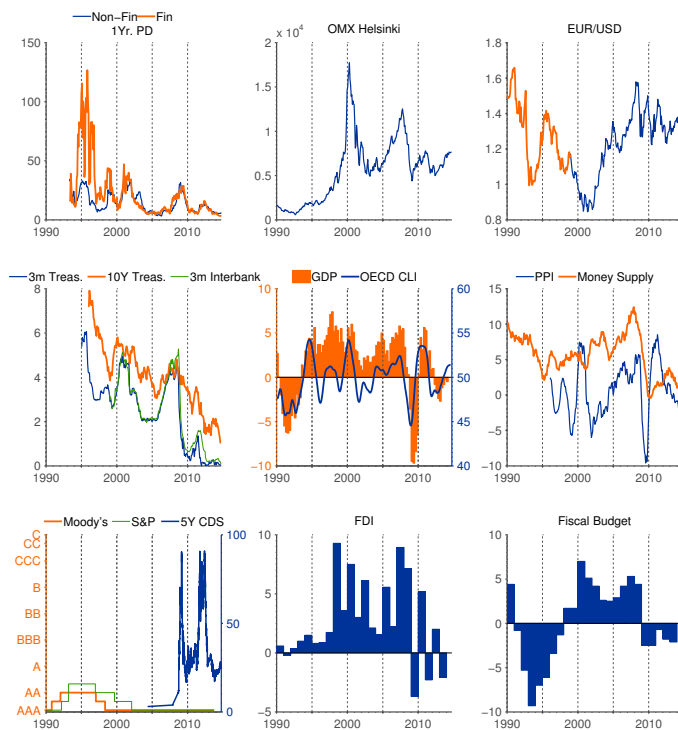 Non-Fin Fin
1Yr. PD
150
100
50
0
1990 2000 2010
OMX Helsinki
x 10⁴
2
1.5
1
0.5
0
1990 2000 2010
EUR/USD
1.8
1.6
1.4
1.2
1
0.8
1990 2000 2010
3m Treas. 10Y Treas. 3m Interbank
8
6
4
2
0
1990 2000 2010
GDP OECD CLI
10 60
5 55
0 50
−5 45
−10 40
1990 2000 2010
PPI Money Supply
15
10
5
0
−5
−10
1990 2000 2010
Moody's S&P 5Y CDS
C 100
CC
CCC
B
BB 50
BBB
A
AA
AAA 0
1990 2000 2010
FDI
10
5
0
−5
1990 2000 2010
Fiscal Budget
10
5
0
−5
−10
1990 2000 2010